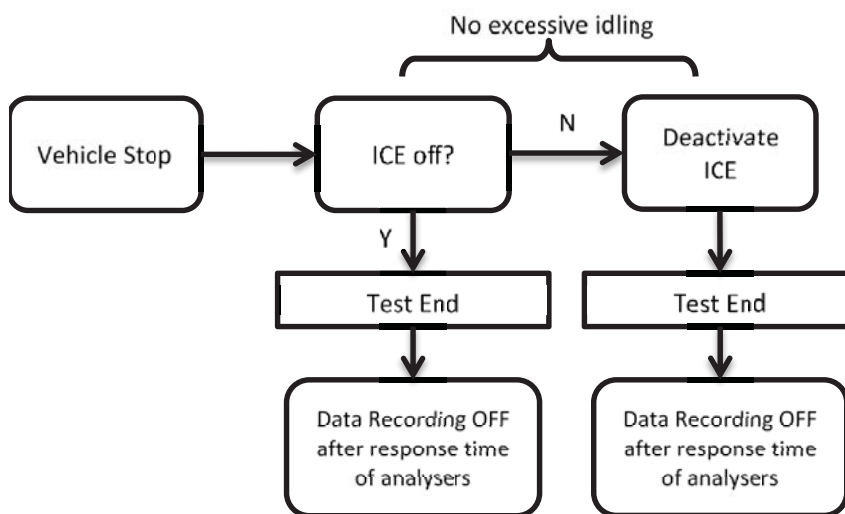 No excessive idling
Vehicle Stop
ICE off?
N
Deactivate
ICE
Y
Test End
Test End
Data Recording OFF
after response time
of analysers
Data Recording OFF
after response time
of analysers